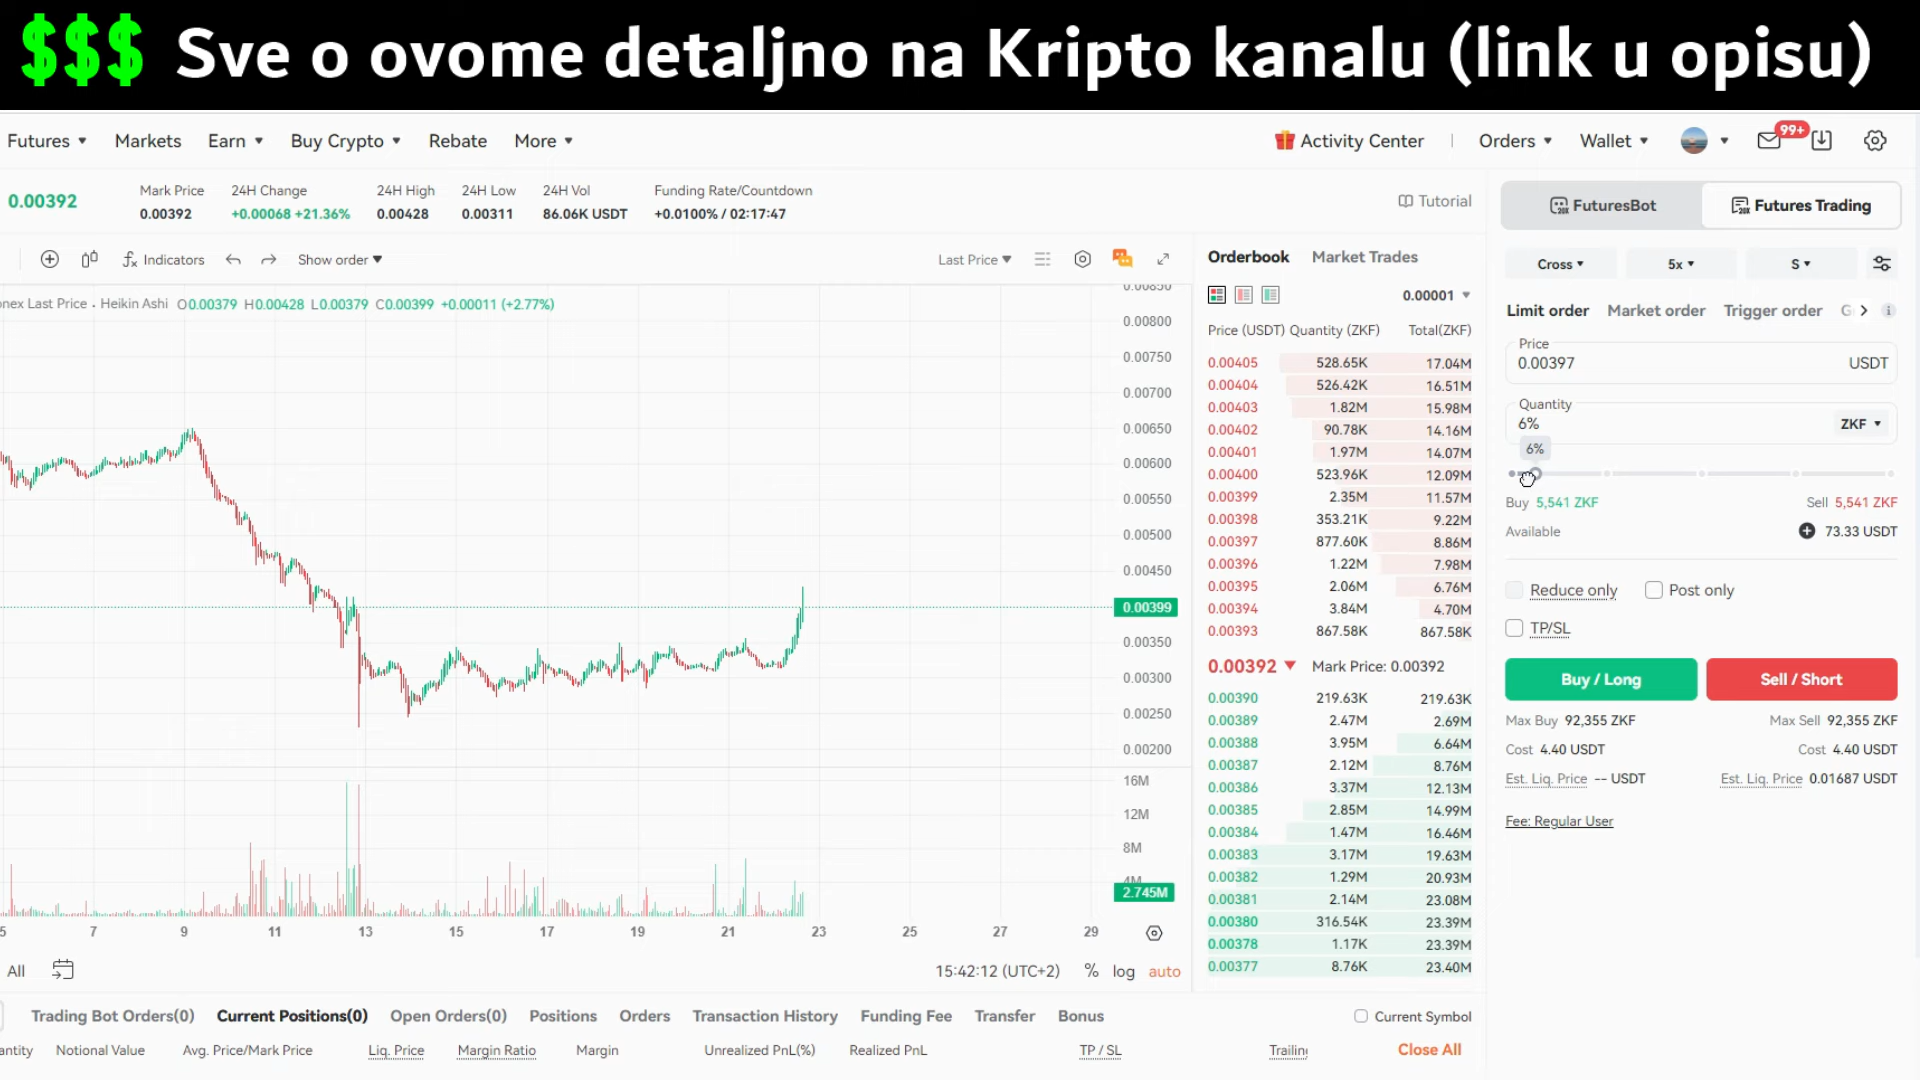 $$$ Sve o ovome detaljno na Kripto kanalu (link u opisu)
Futures Markets Earn Buy Crypto Rebate More Activity Center Orders Wallet 99+
0.00392
Mark Price 24H Change 24H High 24H Low 24H Vol Funding Rate/Countdown
0.00392 +0.00068 +21.36% 0.00428 0.00311 86.06K USDT +0.0100% / 02:17:47
Tutorial
Indicators Show order Last Price
nex Last Price · Heikin Ashi O0.00379 H0.00428 L0.00379 C0.00399 +0.00011 (+2.77%)
0.00850
0.00800
0.00750
0.00700
0.00650
0.00600
0.00550
0.00500
0.00450
0.00399
0.00350
0.00300
0.00250
0.00200
16M
12M
8M
4M
2.745M
5 7 9 11 13 15 17 19 21 23 25 27 29
All 15:42:12 (UTC+2) % log auto
Orderbook Market Trades
0.00001
Price (USDT) Quantity (ZKF) Total(ZKF)
0.00405 528.65K 17.04M
0.00404 526.42K 16.51M
0.00403 1.82M 15.98M
0.00402 90.78K 14.16M
0.00401 1.97M 14.07M
0.00400 523.96K 12.09M
0.00399 2.35M 11.57M
0.00398 353.21K 9.22M
0.00397 877.60K 8.86M
0.00396 1.22M 7.98M
0.00395 2.06M 6.76M
0.00394 3.84M 4.70M
0.00393 867.58K 867.58K
0.00392 Mark Price: 0.00392
0.00390 219.63K 219.63K
0.00389 2.47M 2.69M
0.00388 3.95M 6.64M
0.00387 2.12M 8.76M
0.00386 3.37M 12.13M
0.00385 2.85M 14.99M
0.00384 1.47M 16.46M
0.00383 3.17M 19.63M
0.00382 1.29M 20.93M
0.00381 2.14M 23.08M
0.00380 316.54K 23.39M
0.00378 1.17K 23.39M
0.00377 8.76K 23.40M
FuturesBot Futures Trading
Cross 5x S
Limit order Market order Trigger order G
Price
0.00397 USDT
Quantity
6% ZKF
6%
Buy 5,541 ZKF Sell 5,541 ZKF
Available 73.33 USDT
Reduce only Post only
TP/SL
Buy / Long Sell / Short
Max Buy 92,355 ZKF Max Sell 92,355 ZKF
Cost 4.40 USDT Cost 4.40 USDT
Est. Liq. Price -- USDT Est. Liq. Price 0.01687 USDT
Fee: Regular User
Trading Bot Orders(0) Current Positions(0) Open Orders(0) Positions Orders Transaction History Funding Fee Transfer Bonus Current Symbol
antity Notional Value Avg. Price/Mark Price Liq. Price Margin Ratio Margin Unrealized PnL(%) Realized PnL TP / SL Trailin Close All